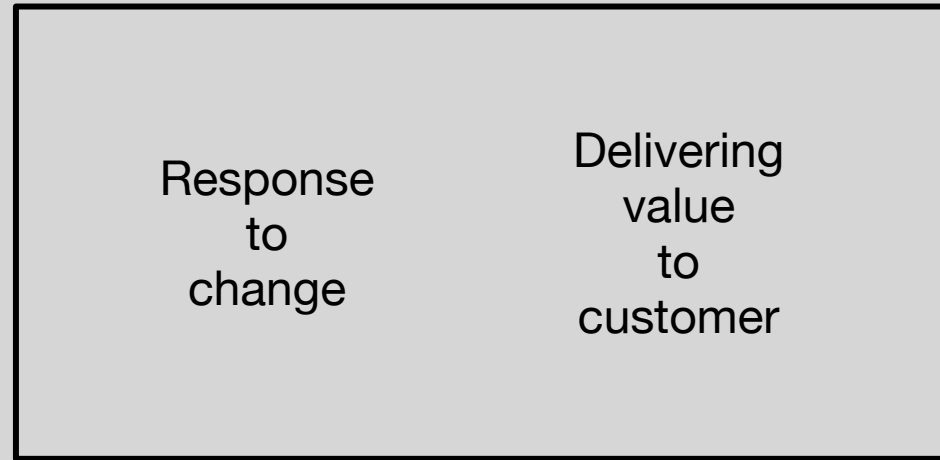 Response
to
change
Delivering
value
to
customer